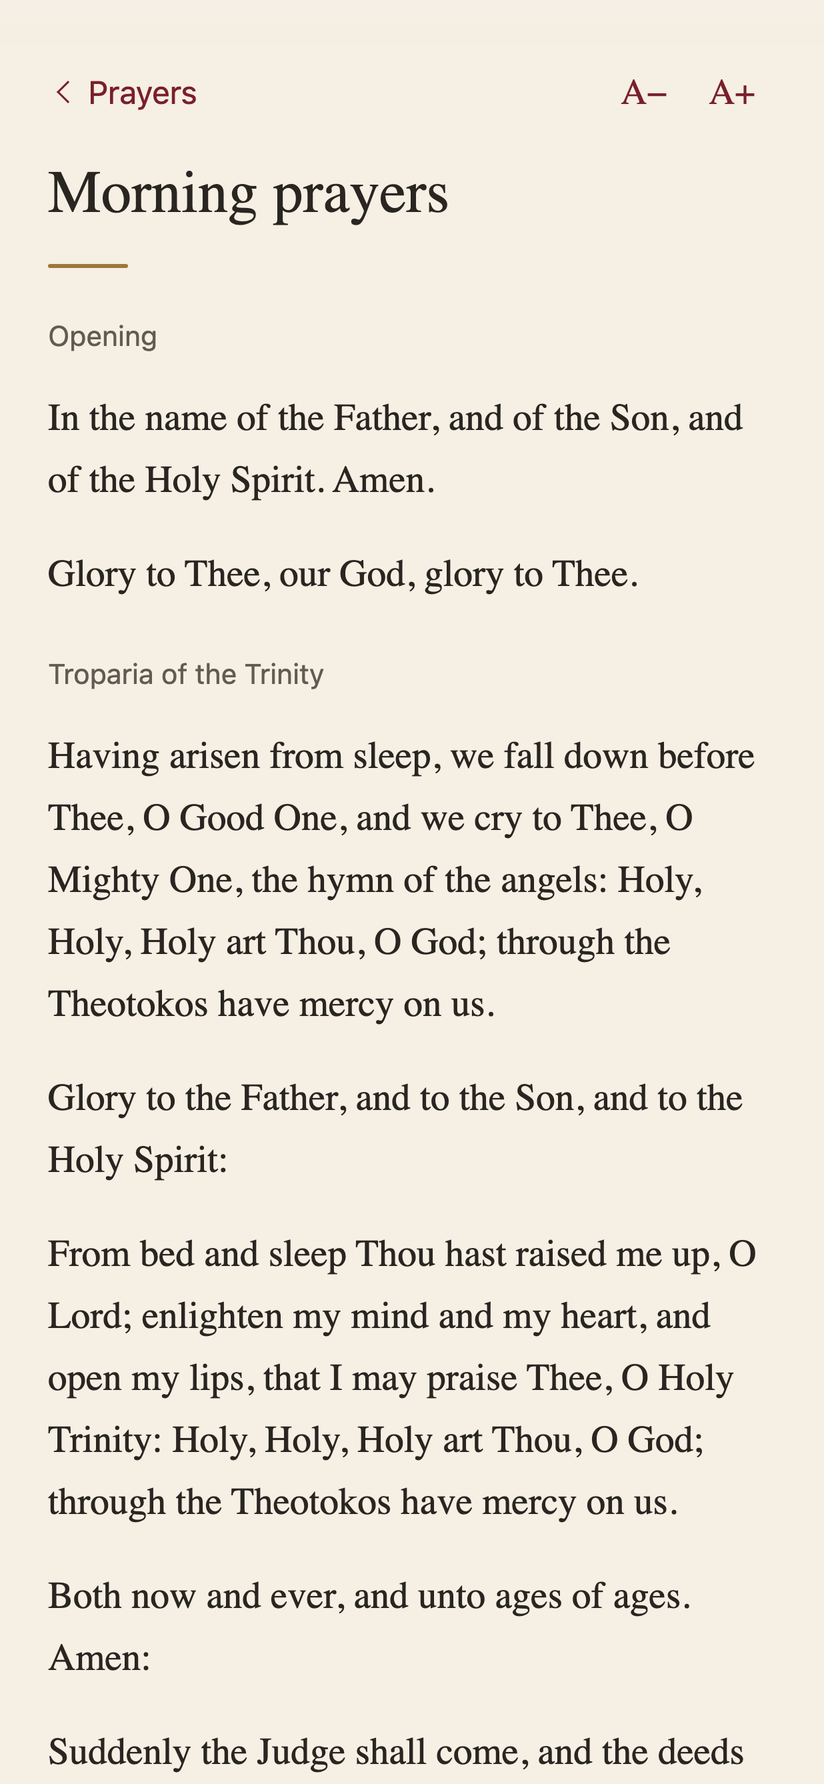 Prayers A− A+
Morning prayers
Opening
In the name of the Father, and of the Son, and
of the Holy Spirit. Amen.
Glory to Thee, our God, glory to Thee.
Troparia of the Trinity
Having arisen from sleep, we fall down before
Thee, O Good One, and we cry to Thee, O
Mighty One, the hymn of the angels: Holy,
Holy, Holy art Thou, O God; through the
Theotokos have mercy on us.
Glory to the Father, and to the Son, and to the
Holy Spirit:
From bed and sleep Thou hast raised me up, O
Lord; enlighten my mind and my heart, and
open my lips, that I may praise Thee, O Holy
Trinity: Holy, Holy, Holy art Thou, O God;
through the Theotokos have mercy on us.
Both now and ever, and unto ages of ages.
Amen:
Suddenly the Judge shall come, and the deeds